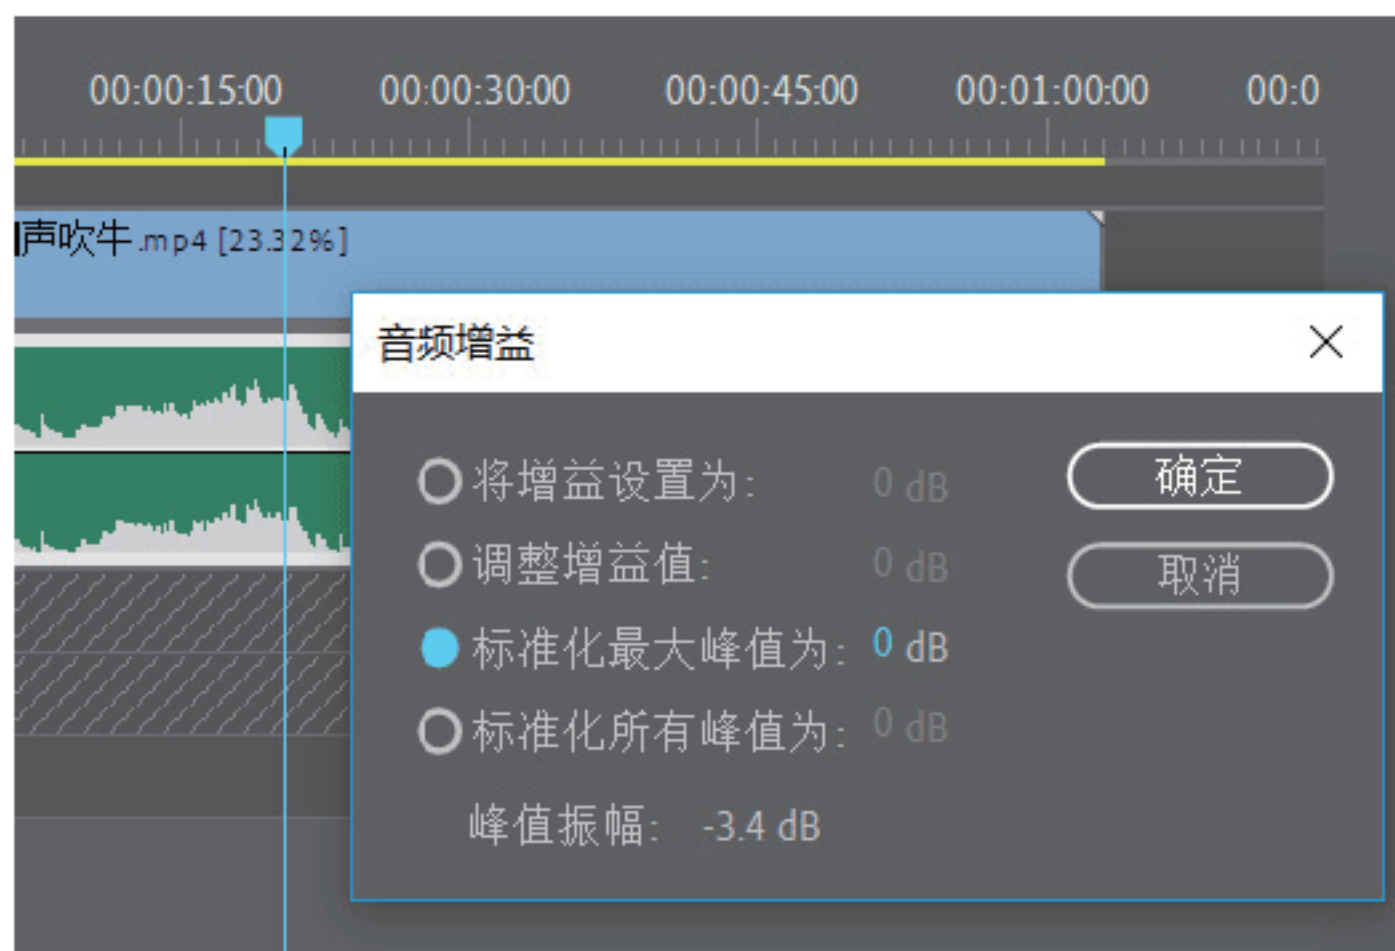 00:00:15:00 00:00:30:00 00:00:45:00 00:01:00:00 00:0
声吹牛.mp4 [23.32%]
音频增益
将增益设置为: 0 dB
确定
调整增益值: 0 dB
取消
标准化最大峰值为: 0 dB
标准化所有峰值为: 0 dB
峰值振幅: -3.4 dB